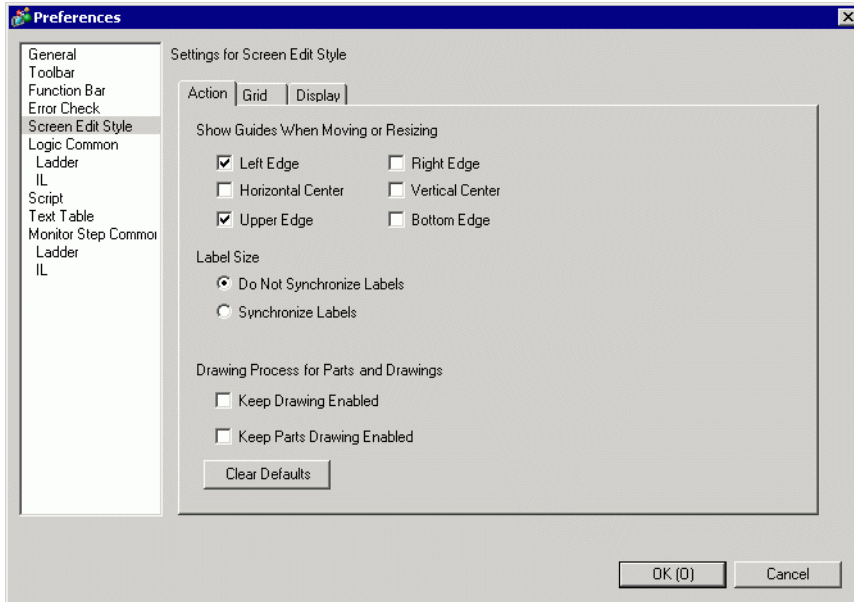 Preferences
General
Toolbar
Function Bar
Error Check
Screen Edit Style
Logic Common
Ladder
IL
Script
Text Table
Monitor Step Common
Ladder
IL
Settings for Screen Edit Style
Action Grid Display
Show Guides When Moving or Resizing
Left Edge Right Edge
Horizontal Center Vertical Center
Upper Edge Bottom Edge
Label Size
Do Not Synchronize Labels
Synchronize Labels
Drawing Process for Parts and Drawings
Keep Drawing Enabled
Keep Parts Drawing Enabled
Clear Defaults
OK (O) Cancel